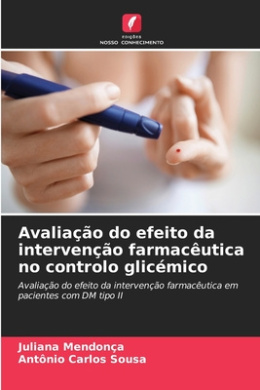 edições
NOSSO CONHECIMENTO
Avaliação do efeito da
intervenção farmacêutica
no controlo glicémico
Avaliação do efeito da intervenção farmacêutica em
pacientes com DM tipo II
Juliana Mendonça
Antônio Carlos Sousa